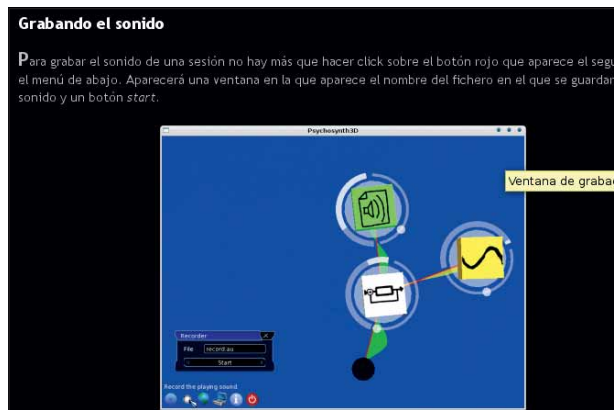 Grabando el sonido
Para grabar el sonido de una sesión no hay más que hacer click sobre el botón rojo que aparece el segu
el menú de abajo. Aparecerá una ventana en la que aparece el nombre del fichero en el que se guardar
sonido y un botón start.
Psychosynth3D
Ventana de grabac
Recorder
File record.au
Start
Record the playing sound